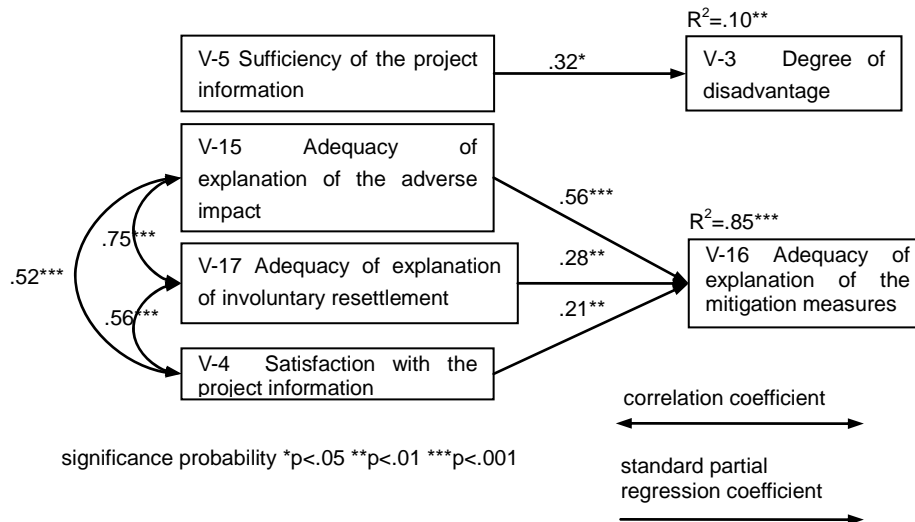 R²=.10**
V-5 Sufficiency of the project
information
.32*
V-3 Degree of
disadvantage
V-15 Adequacy of
explanation of the adverse
impact
.56***
R²=.85***
.75***
.52***
V-17 Adequacy of explanation
of involuntary resettlement
.28**
V-16 Adequacy of
explanation of the
mitigation measures
.56***
.21**
V-4 Satisfaction with the
project information
correlation coefficient
significance probability *p<.05 **p<.01 ***p<.001
standard partial
regression coefficient